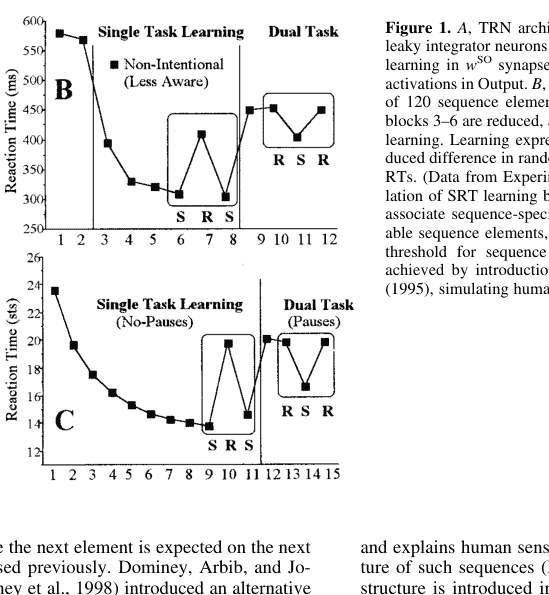 600
550
500
450
400
350
300
250
Reaction Time (ms)
Single Task Learning
Dual Task
Non-Intentional
(Less Aware)
B
S R S
R S R
1 2 3 4 5 6 7 8 9 10 11 12
26
24
22
20
18
16
14
12
Reaction Time (sts)
Single Task Learning
(No-Pauses)
Dual Task
(Pauses)
C
S R S
R S R
1 2 3 4 5 6 7 8 9 10 11 12 13 14 15
Figure 1. A, TRN archi
leaky integrator neurons
learning in wSO synapse
activations in Output. B,
of 120 sequence elemen
blocks 3–6 are reduced, a
learning. Learning expre
duced difference in rando
RTs. (Data from Experim
lation of SRT learning b
associate sequence-speci
able sequence elements,
threshold for sequence
achieved by introduction
(1995), simulating huma
e the next element is expected on the next
sed previously. Dominey, Arbib, and Jo-
ney et al., 1998) introduced an alternative
and explains human sens
ture of such sequences (
structure is introduced in